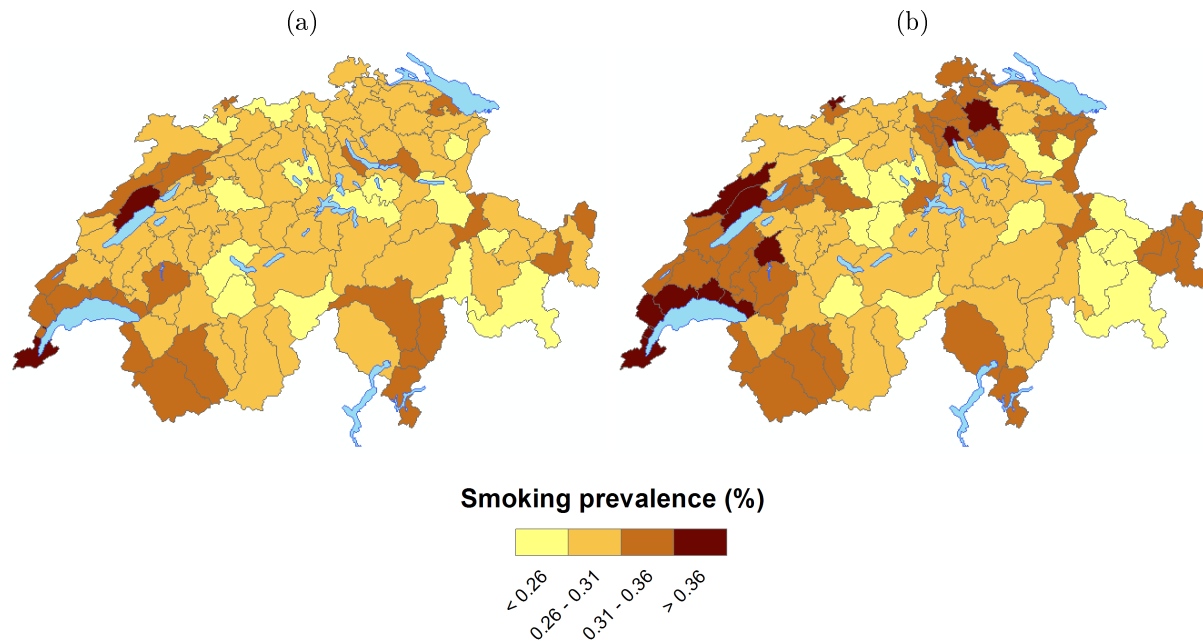 (a)
(b)
Smoking prevalence (%)
< 0.26
0.26 - 0.31
0.31 - 0.36
> 0.36